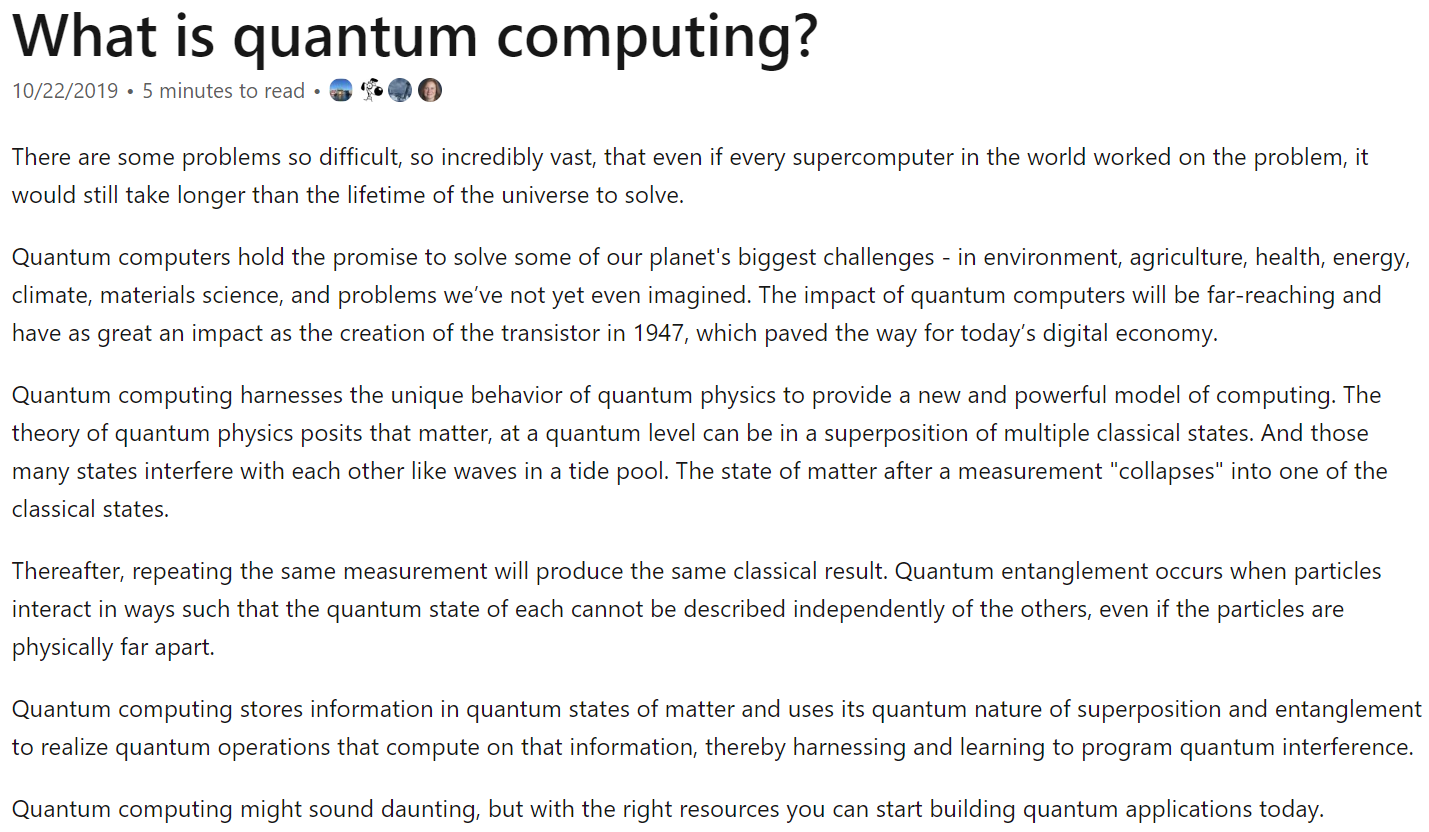 What is quantum computing?
10/22/2019 • 5 minutes to read •
There are some problems so difficult, so incredibly vast, that even if every supercomputer in the world worked on the problem, it
would still take longer than the lifetime of the universe to solve.
Quantum computers hold the promise to solve some of our planet's biggest challenges - in environment, agriculture, health, energy,
climate, materials science, and problems we’ve not yet even imagined. The impact of quantum computers will be far-reaching and
have as great an impact as the creation of the transistor in 1947, which paved the way for today’s digital economy.
Quantum computing harnesses the unique behavior of quantum physics to provide a new and powerful model of computing. The
theory of quantum physics posits that matter, at a quantum level can be in a superposition of multiple classical states. And those
many states interfere with each other like waves in a tide pool. The state of matter after a measurement "collapses" into one of the
classical states.
Thereafter, repeating the same measurement will produce the same classical result. Quantum entanglement occurs when particles
interact in ways such that the quantum state of each cannot be described independently of the others, even if the particles are
physically far apart.
Quantum computing stores information in quantum states of matter and uses its quantum nature of superposition and entanglement
to realize quantum operations that compute on that information, thereby harnessing and learning to program quantum interference.
Quantum computing might sound daunting, but with the right resources you can start building quantum applications today.